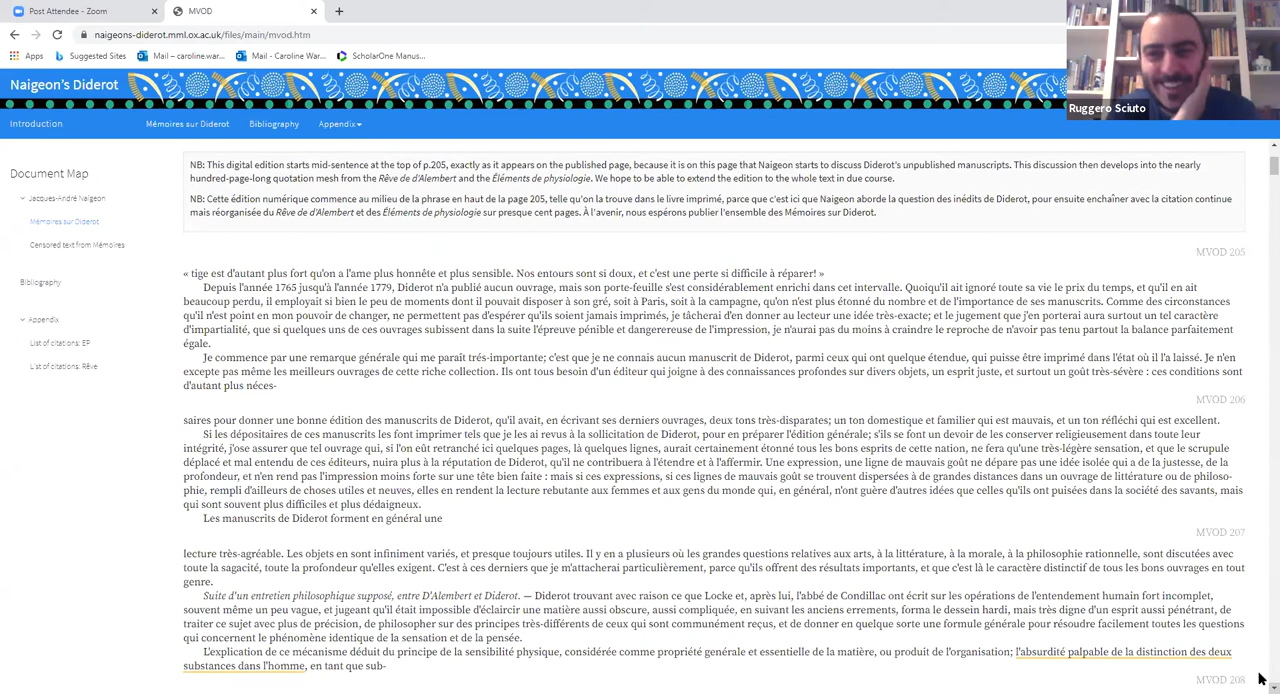 Post Attendee - Zoom
MVOD
naigeons-diderot.mml.ox.ac.uk/files/main/mvod.htm
Apps Suggested Sites Mail – caroline.war... Mail - Caroline War... ScholarOne Manus...
Naigeon's Diderot
Ruggero Sciuto
Introduction Mémoires sur Diderot Bibliography Appendix
Document Map
Jacques-André Naigeon
Mémoires sur Diderot
Censored text from Mémoires
Bibliography
Appendix
List of citations: EP
List of citations: Rêve
NB: This digital edition starts mid-sentence at the top of p.205, exactly as it appears on the published page, because it is on this page that Naigeon starts to discuss Diderot's unpublished manuscripts. This discussion then develops into the nearly
hundred-page-long quotation mesh from the Rêve de d'Alembert and the Éléments de physiologie. We hope to be able to extend the edition to the whole text in due course.
NB: Cette édition numérique commence au milieu de la phrase en haut de la page 205, telle qu'on la trouve dans le livre imprimé, parce que c'est ici que Naigeon aborde la question des inédits de Diderot, pour ensuite enchaîner avec la citation continue
mais réorganisée du Rêve de d'Alembert et des Éléments de physiologie sur presque cent pages. À l'avenir, nous espérons publier l'ensemble des Mémoires sur Diderot.
MVOD 205
« tige est d'autant plus fort qu'on a l'ame plus honnête et plus sensible. Nos entours sont si doux, et c'est une perte si difficile à réparer! »
Depuis l'année 1765 jusqu'à l'année 1779, Diderot n'a publié aucun ouvrage, mais son porte-feuille s'est considérablement enrichi dans cet intervalle. Quoiqu'il ait ignoré toute sa vie le prix du temps, et qu'il en ait
beaucoup perdu, il employait si bien le peu de moments dont il pouvait disposer à son gré, soit à Paris, soit à la campagne, qu'on n'est plus étonné du nombre et de l'importance de ses manuscrits. Comme des circonstances
qu'il n'est point en mon pouvoir de changer, ne permettent pas d'espérer qu'ils soient jamais imprimés, je tâcherai d'en donner au lecteur une idée très-exacte; et le jugement que j'en porterai aura surtout un tel caractère
d'impartialité, que si quelques uns de ces ouvrages subissent dans la suite l'épreuve pénible et dangerereuse de l'impression, je n'aurai pas du moins à craindre le reproche de n'avoir pas tenu partout la balance parfaitement
égale.
Je commence par une remarque générale qui me paraît trés-importante; c'est que je ne connais aucun manuscrit de Diderot, parmi ceux qui ont quelque étendue, qui puisse être imprimé dans l'état où il l'a laissé. Je n'en
excepte pas même les meilleurs ouvrages de cette riche collection. Ils ont tous besoin d'un éditeur qui joigne à des connaissances profondes sur divers objets, un esprit juste, et surtout un goût très-sévère : ces conditions sont
d'autant plus néces-
MVOD 206
saires pour donner une bonne édition des manuscrits de Diderot, qu'il avait, en écrivant ses derniers ouvrages, deux tons très-disparates; un ton domestique et familier qui est mauvais, et un ton réfléchi qui est excellent.
Si les dépositaires de ces manuscrits les font imprimer tels que je les ai revus à la sollicitation de Diderot, pour en préparer l'édition générale; s'ils se font un devoir de les conserver religieusement dans toute leur
intégrité, j'ose assurer que tel ouvrage qui, si l'on eût retranché ici quelques pages, là quelques lignes, aurait certainement étonné tous les bons esprits de cette nation, ne fera qu'une très-légère sensation, et que le scrupule
déplacé et mal entendu de ces éditeurs, nuira plus à la réputation de Diderot, qu'il ne contribuera à l'étendre et à l'affermir. Une expression, une ligne de mauvais goût ne dépare pas une idée isolée qui a de la justesse, de la
profondeur, et n'en rend pas l'impression moins forte sur une tête bien faite : mais si ces expressions, si ces lignes de mauvais goût se trouvent dispersées à de grandes distances dans un ouvrage de littérature ou de philoso-
phie, rempli d'ailleurs de choses utiles et neuves, elles en rendent la lecture rebutante aux femmes et aux gens du monde qui, en général, n'ont guère d'autres idées que celles qu'ils ont puisées dans la société des savants, mais
qui sont souvent plus difficiles et plus dédaigneux.
Les manuscrits de Diderot forment en général une
MVOD 207
lecture très-agréable. Les objets en sont infiniment variés, et presque toujours utiles. Il y en a plusieurs où les grandes questions relatives aux arts, à la littérature, à la morale, à la philosophie rationnelle, sont discutées avec
toute la sagacité, toute la profondeur qu'elles exigent. C'est à ces derniers que je m'attacherai particulièrement, parce qu'ils offrent des résultats importants, et que c'est là le caractère distinctif de tous les bons ouvrages en tout
genre.
Suite d'un entretien philosophique supposé, entre D'Alembert et Diderot. — Diderot trouvant avec raison ce que Locke et, après lui, l'abbé de Condillac ont écrit sur les opérations de l'entendement humain fort incomplet,
souvent même un peu vague, et jugeant qu'il était impossible d'éclaircir une matière aussi obscure, aussi compliquée, en suivant les anciens errements, forma le dessein hardi, mais très digne d'un esprit aussi pénétrant, de
traiter ce sujet avec plus de précision, de philosopher sur des principes très-différents de ceux qui sont communément reçus, et de donner en quelque sorte une formule générale pour résoudre facilement toutes les questions
qui concernent le phénomène identique de la sensation et de la pensée.
L'explication de ce mécanisme déduit du principe de la sensibilité physique, considérée comme propriété generále et essentielle de la matière, ou produit de l'organisation; l'absurdité palpable de la distinction des deux
substances dans l'homme, en tant que sub-
MVOD 208